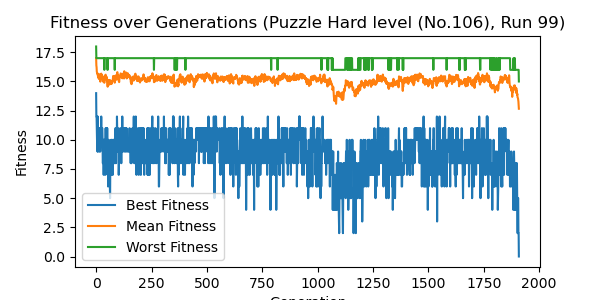 Fitness over Generations (Puzzle Hard level (No.106), Run 99)
Fitness
17.5
15.0
12.5
10.0
7.5
5.0
2.5
0.0
Best Fitness
Mean Fitness
Worst Fitness
0
250
500
750
1000
1250
1500
1750
2000
Generation